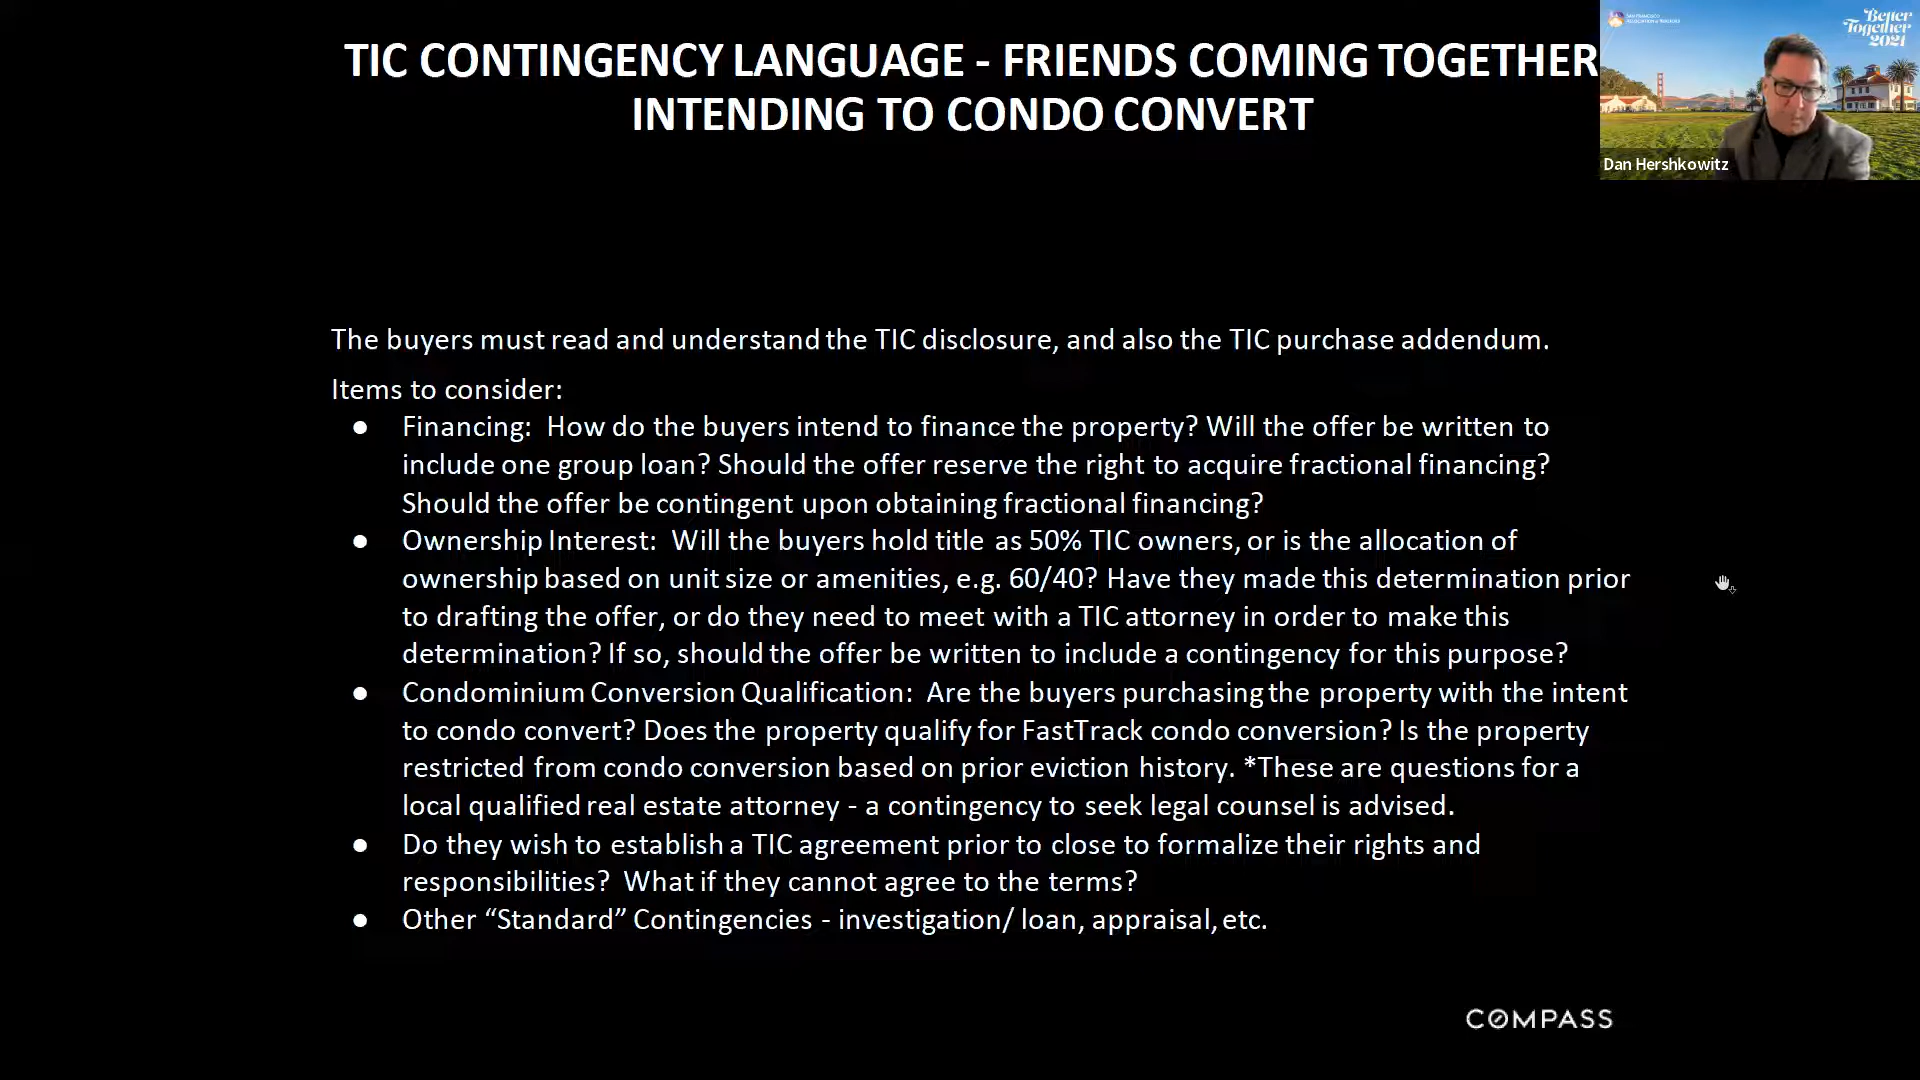 TIC CONTINGENCY LANGUAGE - FRIENDS COMING TOGETHER
INTENDING TO CONDO CONVERT
SAN FRANCISCO
ASSOCIATION of REALTORS
Better
Together
2021
Dan Hershkowitz
The buyers must read and understand the TIC disclosure, and also the TIC purchase addendum.
Items to consider:
● Financing:  How do the buyers intend to finance the property? Will the offer be written to
include one group loan? Should the offer reserve the right to acquire fractional financing?
Should the offer be contingent upon obtaining fractional financing?
● Ownership Interest:  Will the buyers hold title as 50% TIC owners, or is the allocation of
ownership based on unit size or amenities, e.g. 60/40? Have they made this determination prior
to drafting the offer, or do they need to meet with a TIC attorney in order to make this
determination? If so, should the offer be written to include a contingency for this purpose?
● Condominium Conversion Qualification:  Are the buyers purchasing the property with the intent
to condo convert? Does the property qualify for FastTrack condo conversion? Is the property
restricted from condo conversion based on prior eviction history. *These are questions for a
local qualified real estate attorney - a contingency to seek legal counsel is advised.
● Do they wish to establish a TIC agreement prior to close to formalize their rights and
responsibilities?  What if they cannot agree to the terms?
● Other “Standard” Contingencies - investigation/ loan, appraisal, etc.
COMPASS